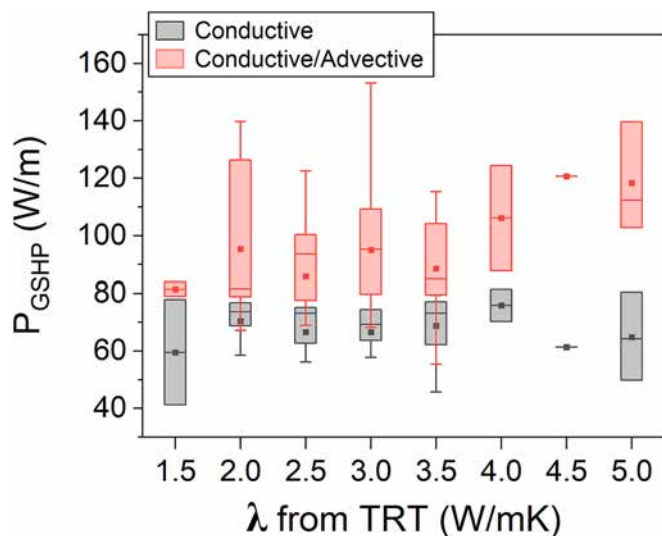 Conductive
Conductive/Advective
P_GSHP (W/m)
160
140
120
100
80
60
40
1.5 2.0 2.5 3.0 3.5 4.0 4.5 5.0
λ from TRT (W/mK)